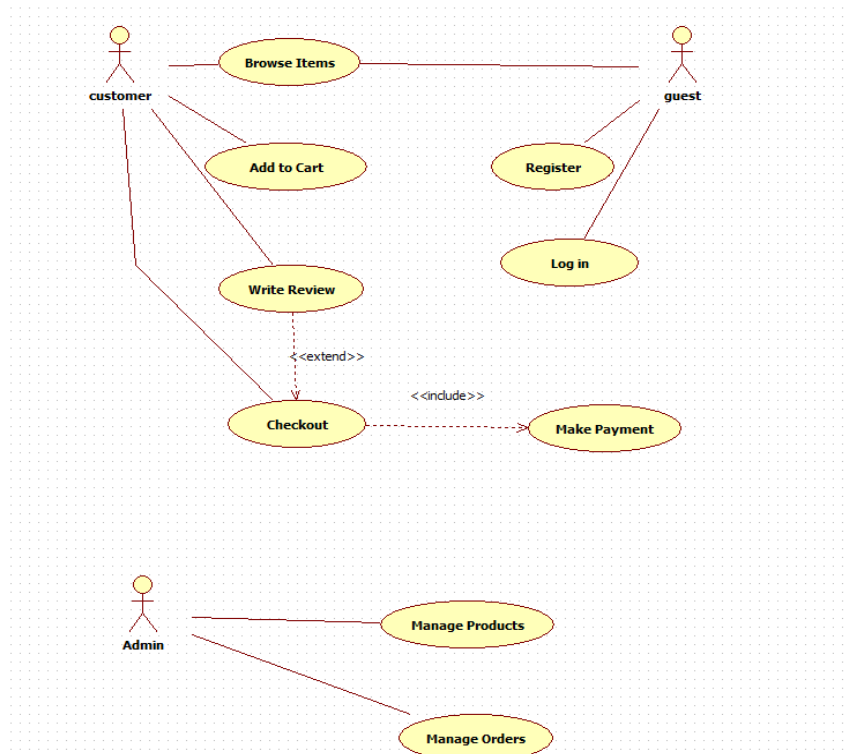 Browse Items
customer
guest
Add to Cart
Register
Log in
Write Review
<<extend>>
<<include>>
Checkout
Make Payment
Manage Products
Admin
Manage Orders